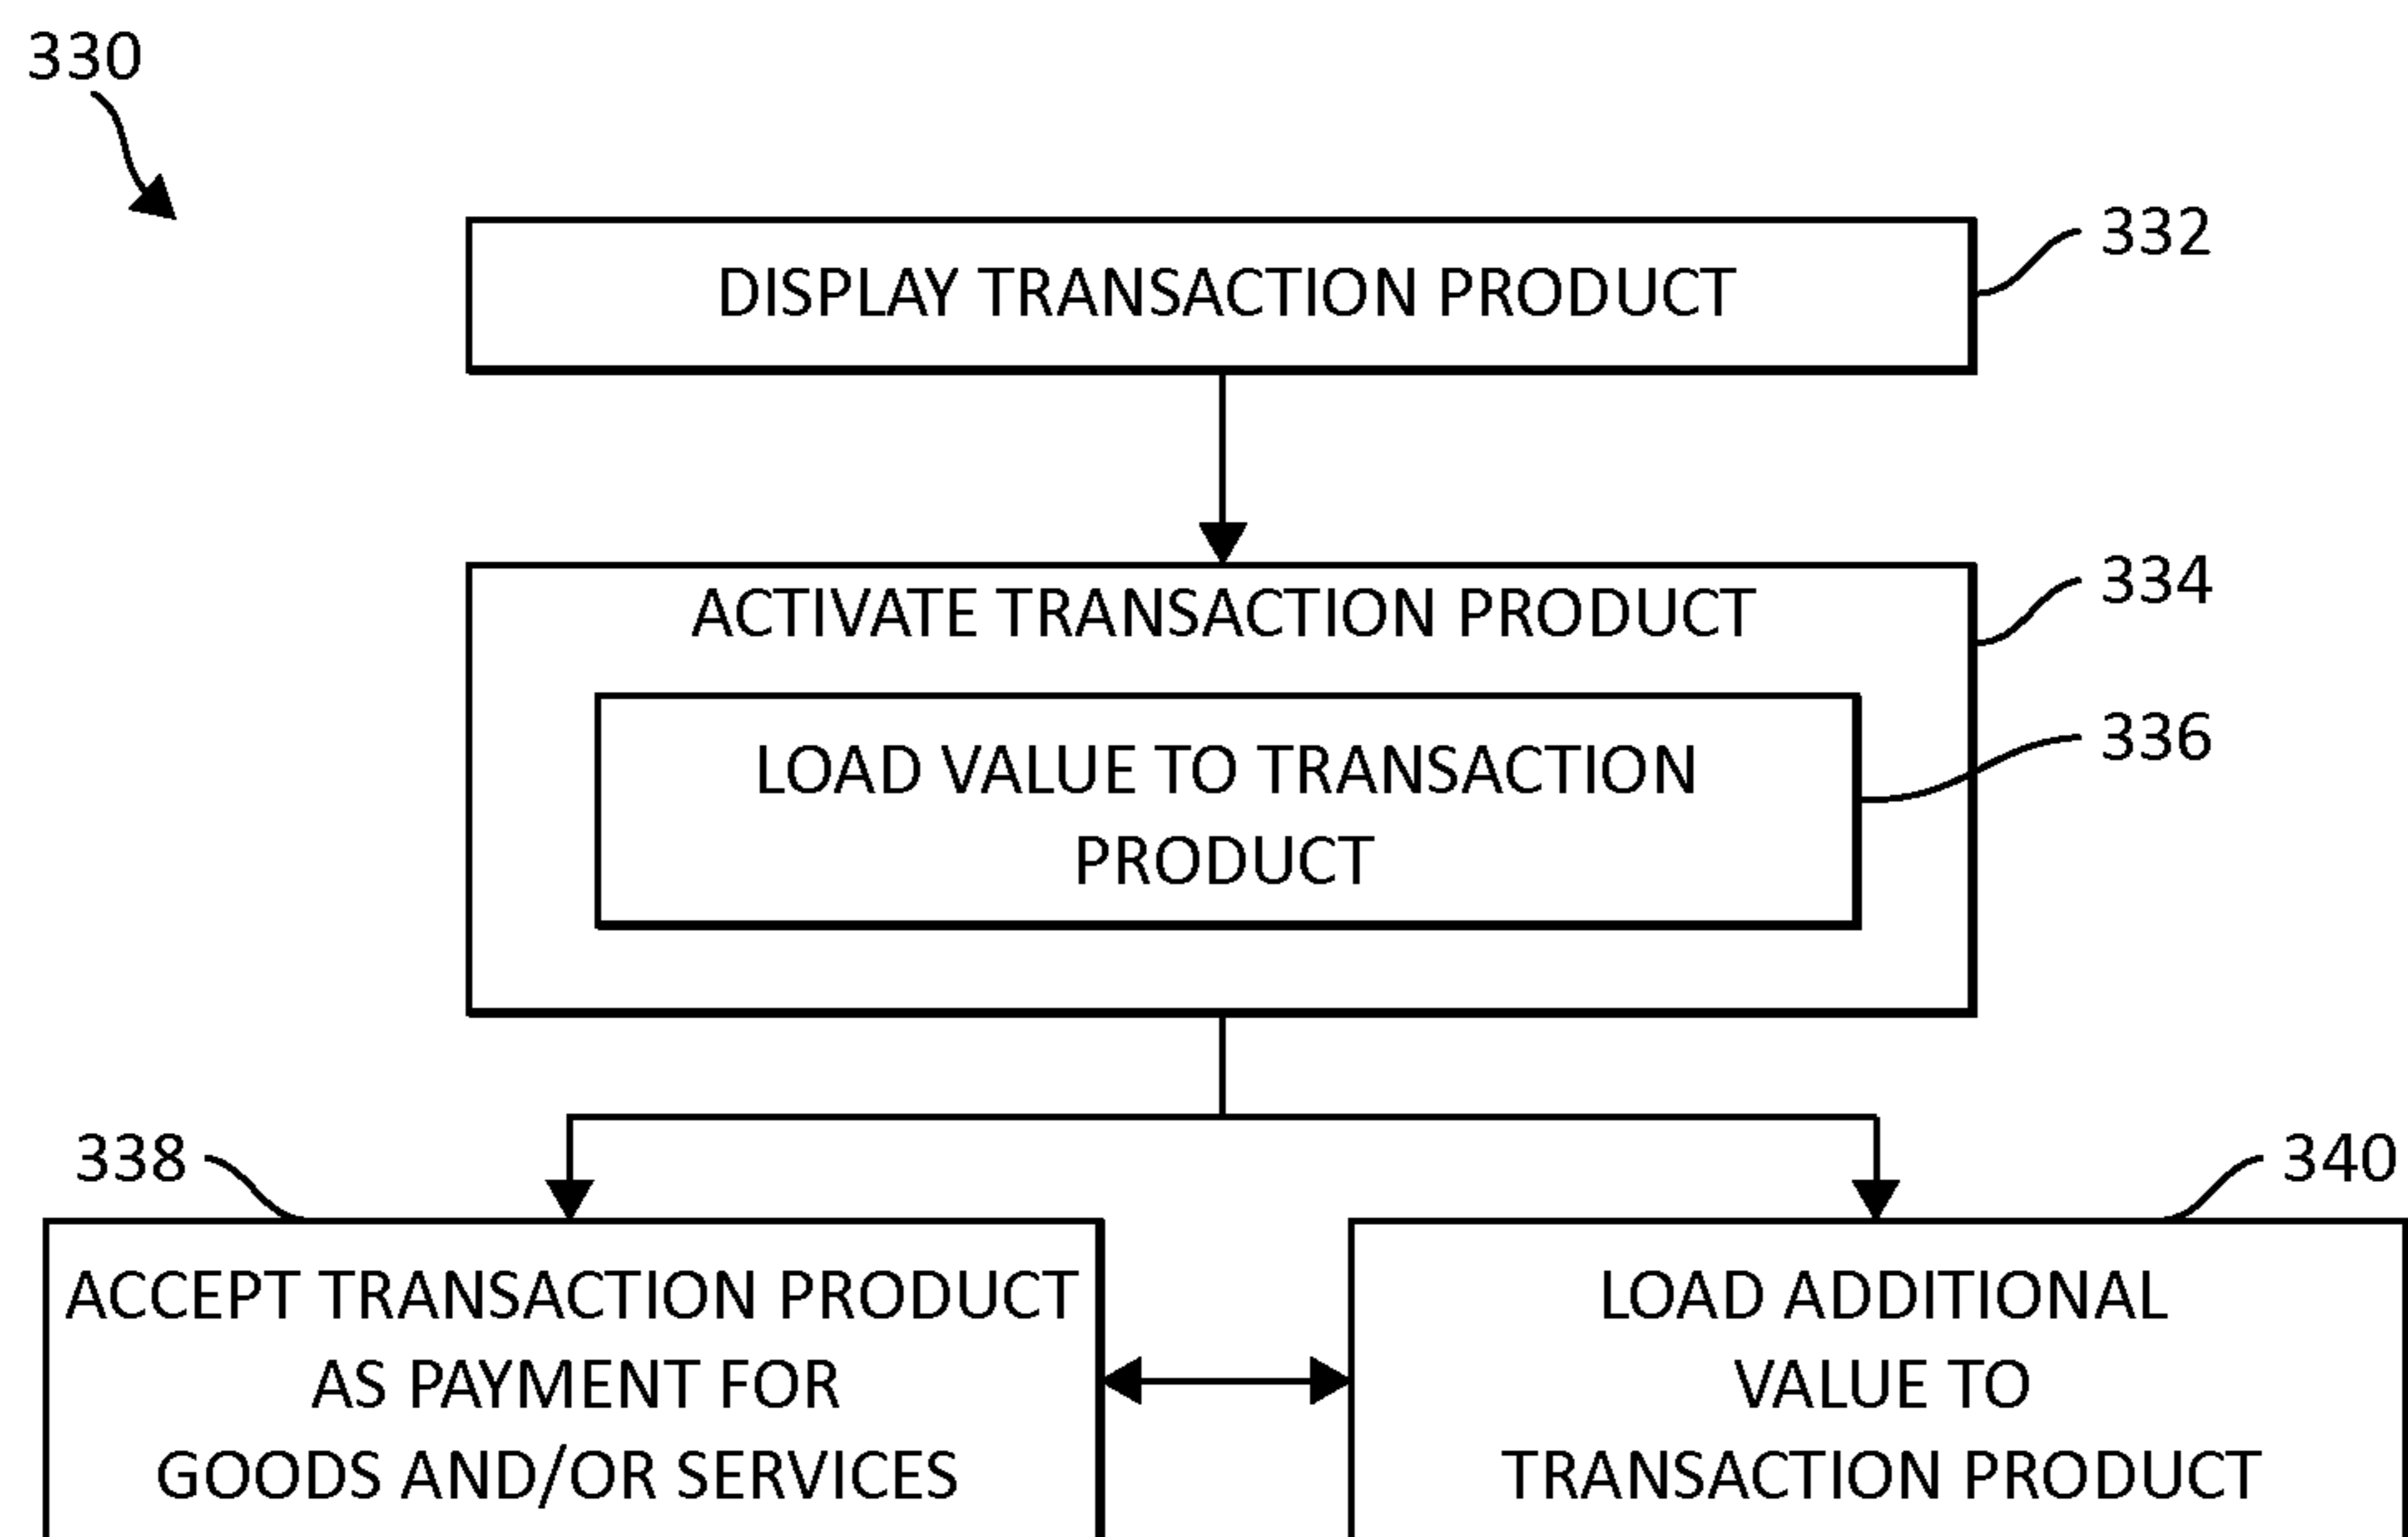 330
332
DISPLAY TRANSACTION PRODUCT
334
ACTIVATE TRANSACTION PRODUCT
336
LOAD VALUE TO TRANSACTION
PRODUCT
338
340
ACCEPT TRANSACTION PRODUCT
AS PAYMENT FOR
GOODS AND/OR SERVICES
LOAD ADDITIONAL
VALUE TO
TRANSACTION PRODUCT